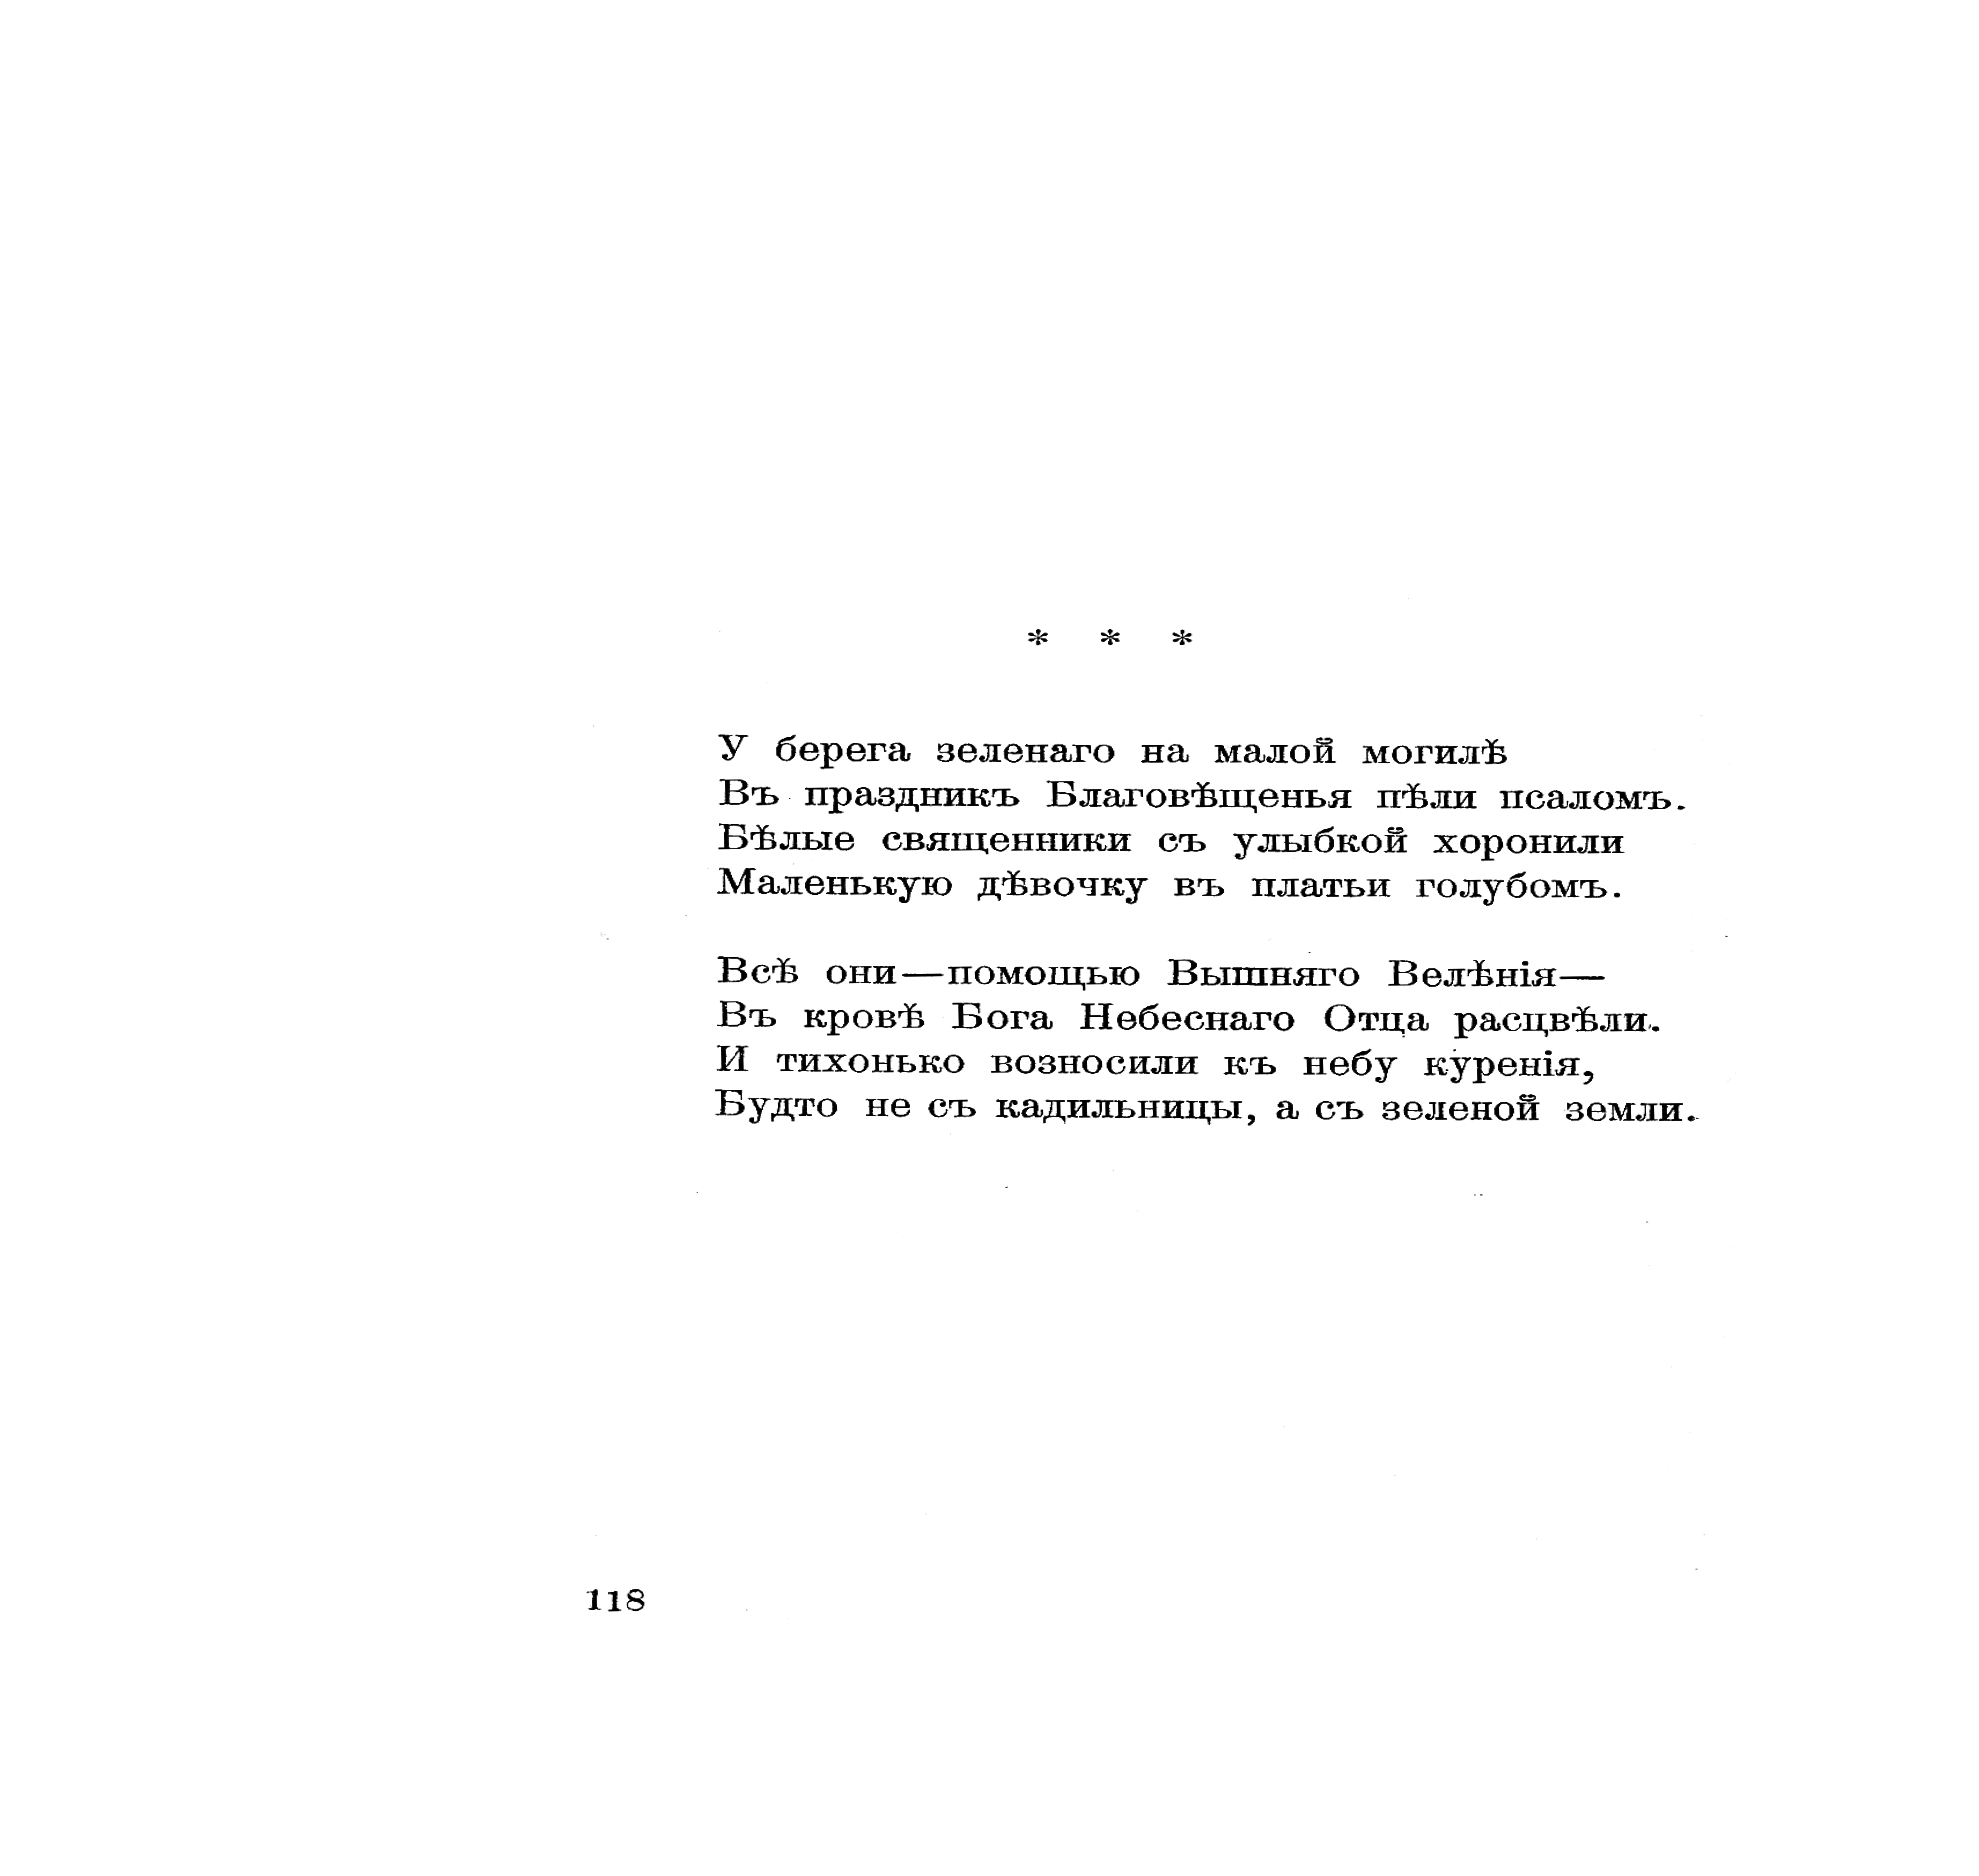 * * *
У берега зеленаго на малой могилѣ
Въ праздникъ Благовѣщенья пѣли псаломъ.
Бѣлые священники съ улыбкой хоронили
Маленькую дѣвочку въ платьи голубомъ.
Всѣ они—помощью Вышняго Велѣнія—
Въ кровѣ Бога Небеснаго Отца расцвѣли.
И тихонько возносили къ небу куренія,
Будто не съ кадильницы, а съ зеленой земли.
118